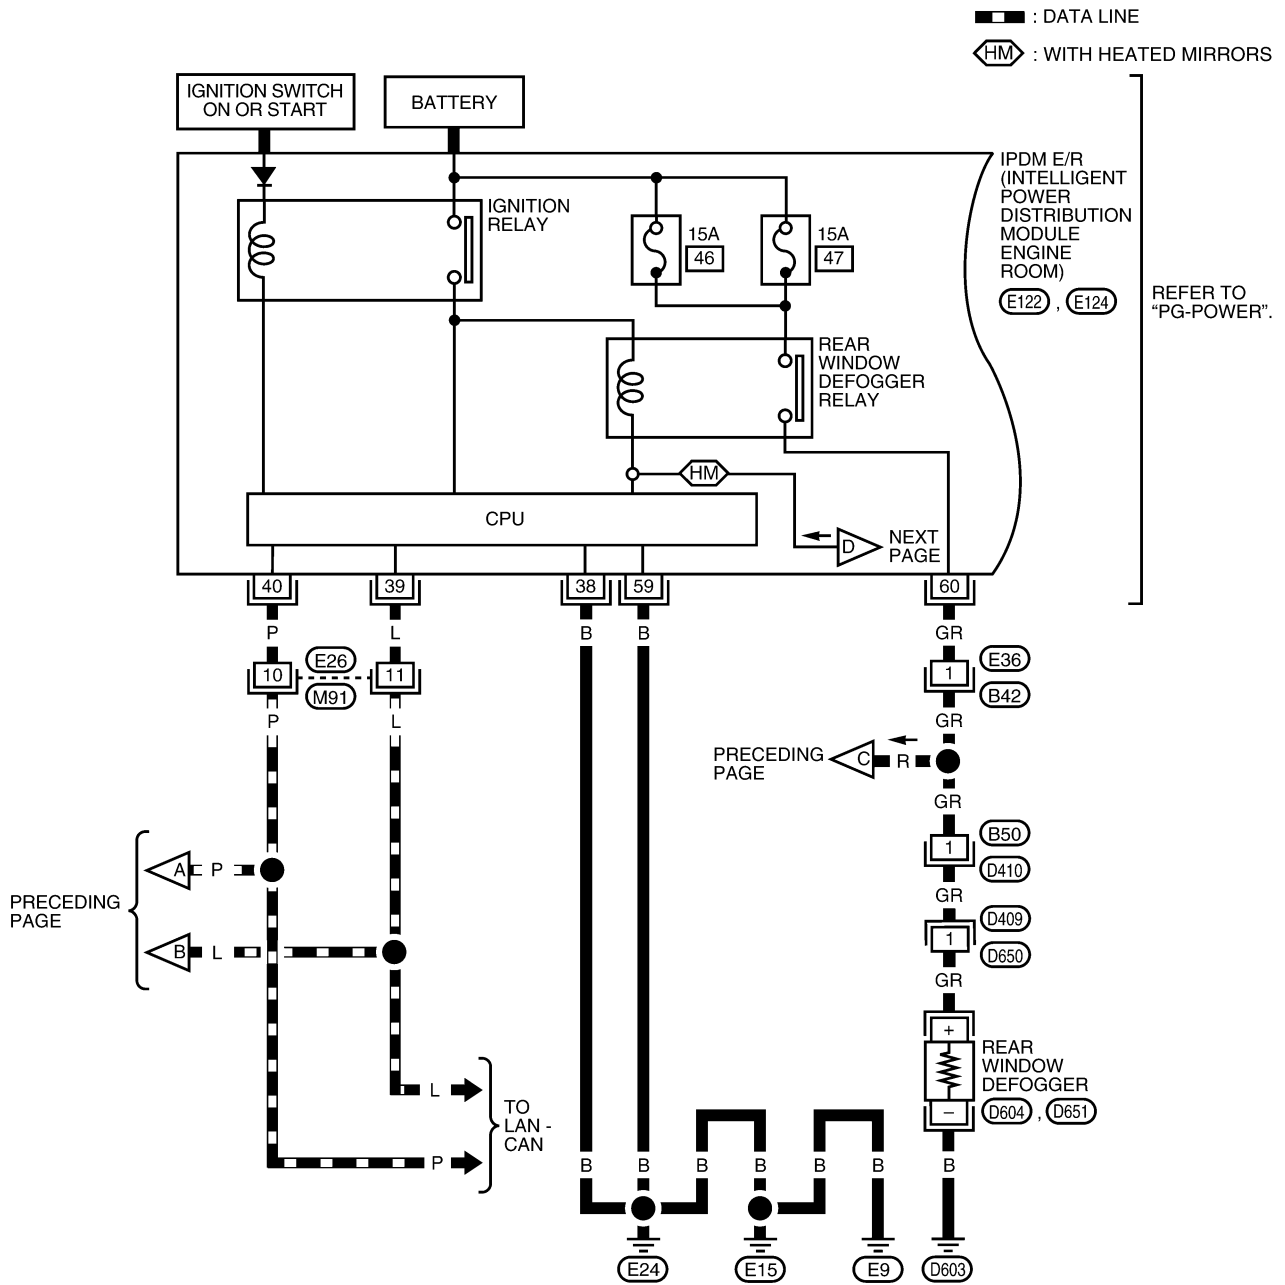 : DATA LINE
HM : WITH HEATED MIRRORS
IGNITION SWITCH
ON OR START
BATTERY
IPDM E/R
(INTELLIGENT
POWER
DISTRIBUTION
MODULE
ENGINE
ROOM)
E122 , E124
REFER TO
“PG-POWER”.
IGNITION
RELAY
15A
46
15A
47
REAR
WINDOW
DEFOGGER
RELAY
HM
CPU
D
NEXT
PAGE
40
39
38
59
60
P
L
B
B
GR
10
E26
M91
11
1
E36
B42
P
L
GR
PRECEDING
PAGE
C
R
GR
1
B50
D410
PRECEDING
PAGE
A
P
B
L
GR
1
D409
D650
GR
+
REAR
WINDOW
DEFOGGER
–
D604 , D651
L
TO
LAN -
CAN
P
B
B
B
B
B
B
B
E24
E15
E9
D603